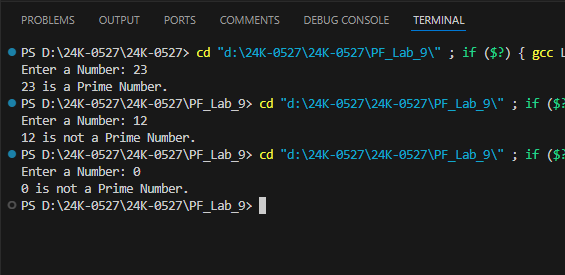 PROBLEMS OUTPUT PORTS COMMENTS DEBUG CONSOLE TERMINAL
PS D:\24K-0527\24K-0527> cd "d:\24K-0527\24K-0527\PF_Lab_9\" ; if ($?) { gcc L
Enter a Number: 23
23 is a Prime Number.
PS D:\24K-0527\24K-0527\PF_Lab_9> cd "d:\24K-0527\24K-0527\PF_Lab_9\" ; if ($
Enter a Number: 12
12 is not a Prime Number.
PS D:\24K-0527\24K-0527\PF_Lab_9> cd "d:\24K-0527\24K-0527\PF_Lab_9\" ; if ($?
Enter a Number: 0
0 is not a Prime Number.
PS D:\24K-0527\24K-0527\PF_Lab_9>